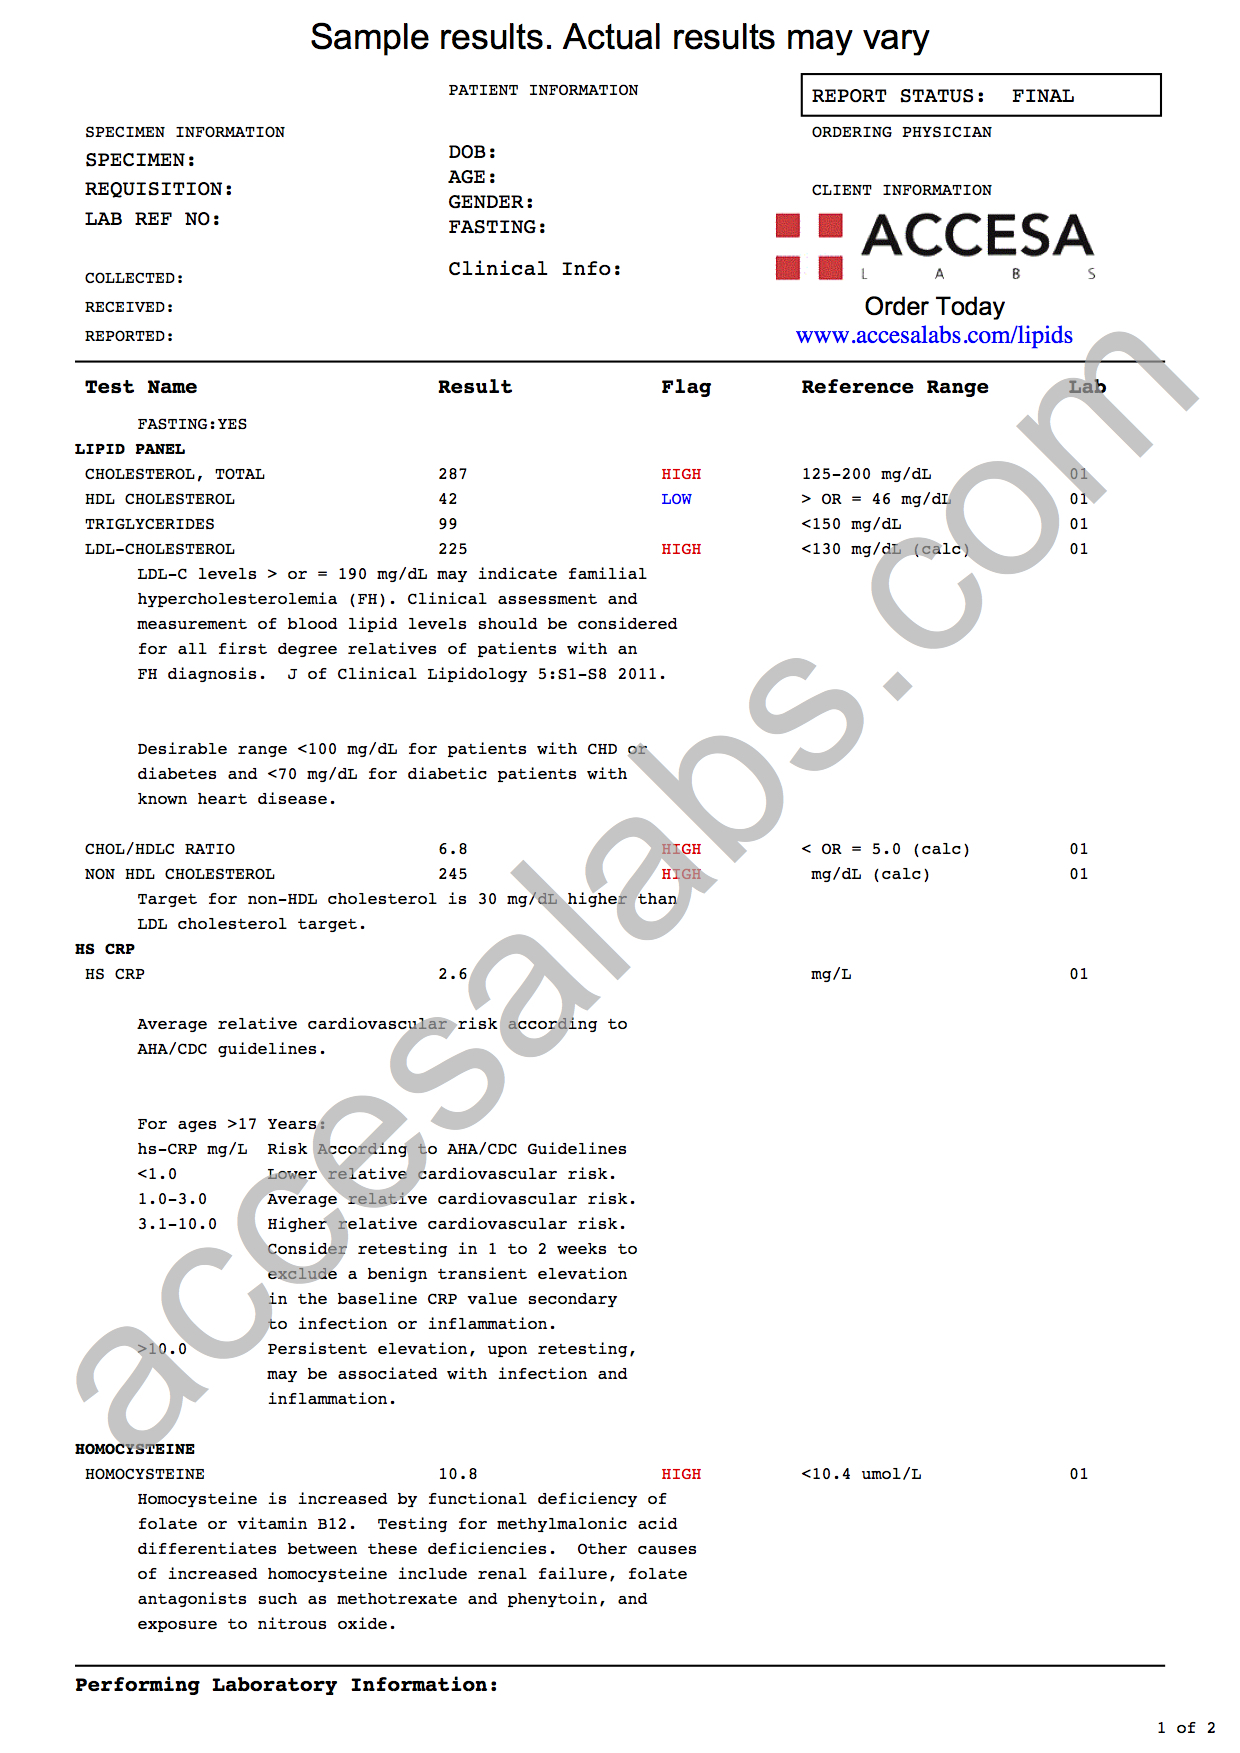 Sample results. Actual results may vary
PATIENT INFORMATION
REPORT STATUS: FINAL
SPECIMEN INFORMATION
ORDERING PHYSICIAN
SPECIMEN:
DOB:
REQUISITION:
AGE:
CLIENT INFORMATION
GENDER:
LAB REF NO:
FASTING:
ACCESA
LABS
Clinical Info:
COLLECTED:
RECEIVED:
Order Today
REPORTED:
www.accesalabs.com/lipids
Test Name Result Flag Reference Range Lab
FASTING:YES
LIPID PANEL
CHOLESTEROL, TOTAL 287 HIGH 125-200 mg/dL 01
HDL CHOLESTEROL 42 LOW > OR = 46 mg/dL 01
TRIGLYCERIDES 99 <150 mg/dL 01
LDL-CHOLESTEROL 225 HIGH <130 mg/dL (calc) 01
LDL-C levels > or = 190 mg/dL may indicate familial
hypercholesterolemia (FH). Clinical assessment and
measurement of blood lipid levels should be considered
for all first degree relatives of patients with an
FH diagnosis. J of Clinical Lipidology 5:S1-S8 2011.
Desirable range <100 mg/dL for patients with CHD or
diabetes and <70 mg/dL for diabetic patients with
known heart disease.
CHOL/HDLC RATIO 6.8 HIGH < OR = 5.0 (calc) 01
NON HDL CHOLESTEROL 245 HIGH mg/dL (calc) 01
Target for non-HDL cholesterol is 30 mg/dL higher than
LDL cholesterol target.
HS CRP
HS CRP 2.6 mg/L 01
Average relative cardiovascular risk according to
AHA/CDC guidelines.
For ages >17 Years:
hs-CRP mg/L Risk According to AHA/CDC Guidelines
<1.0 Lower relative cardiovascular risk.
1.0-3.0 Average relative cardiovascular risk.
3.1-10.0 Higher relative cardiovascular risk.
Consider retesting in 1 to 2 weeks to
exclude a benign transient elevation
in the baseline CRP value secondary
to infection or inflammation.
>10.0 Persistent elevation, upon retesting,
may be associated with infection and
inflammation.
HOMOCYSTEINE
HOMOCYSTEINE 10.8 HIGH <10.4 umol/L 01
Homocysteine is increased by functional deficiency of
folate or vitamin B12. Testing for methylmalonic acid
differentiates between these deficiencies. Other causes
of increased homocysteine include renal failure, folate
antagonists such as methotrexate and phenytoin, and
exposure to nitrous oxide.
Performing Laboratory Information:
1 of 2
accesalabs.com